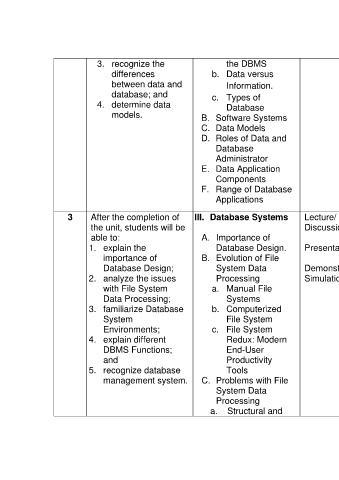 3. recognize the
differences
between data and
database; and
4. determine data
models.
the DBMS
b. Data versus
Information.
c. Types of
Database
B. Software Systems
C. Data Models
D. Roles of Data and
Database
Administrator
E. Data Application
Components
F. Range of Database
Applications
3
After the completion of
the unit, students will be
able to:
1. explain the
importance of
Database Design;
2. analyze the issues
with File System
Data Processing;
3. familiarize Database
System
Environments;
4. explain different
DBMS Functions;
and
5. recognize database
management system.
III. Database Systems
A. Importance of
Database Design.
B. Evolution of File
System Data
Processing
a. Manual File
Systems
b. Computerized
File System
c. File System
Redux: Modern
End-User
Productivity
Tools
C. Problems with File
System Data
Processing
a. Structural and
Lecture/
Discussi
Presenta
Demonst
Simulatio